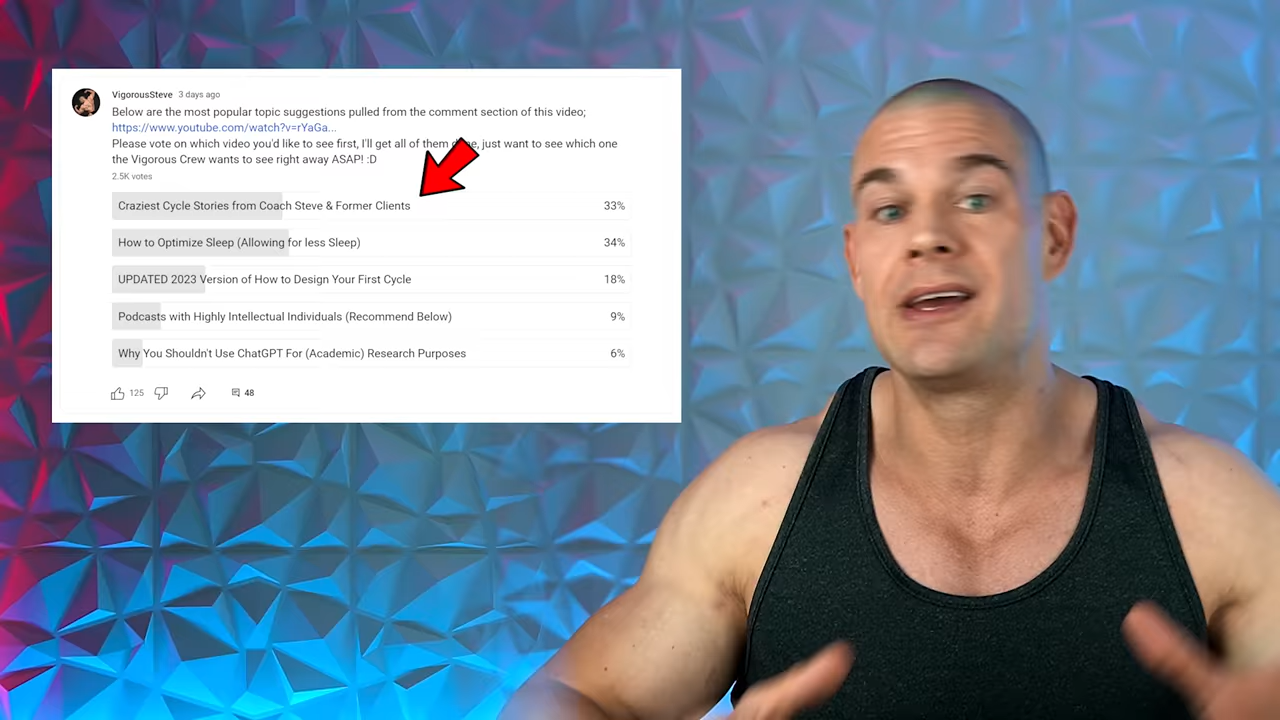 VigorousSteve 3 days ago
Below are the most popular topic suggestions pulled from the comment section of this video;
https://www.youtube.com/watch?v=rYaGa...
Please vote on which video you'd like to see first, I'll get all of them just want to see which one
the Vigorous Crew wants to see right away ASAP! :D
2.5K votes
Craziest Cycle Stories from Coach Steve & Former Clients 33%
How to Optimize Sleep (Allowing for less Sleep) 34%
UPDATED 2023 Version of How to Design Your First Cycle 18%
Podcasts with Highly Intellectual Individuals (Recommend Below) 9%
Why You Shouldn't Use ChatGPT For (Academic) Research Purposes 6%
125 48